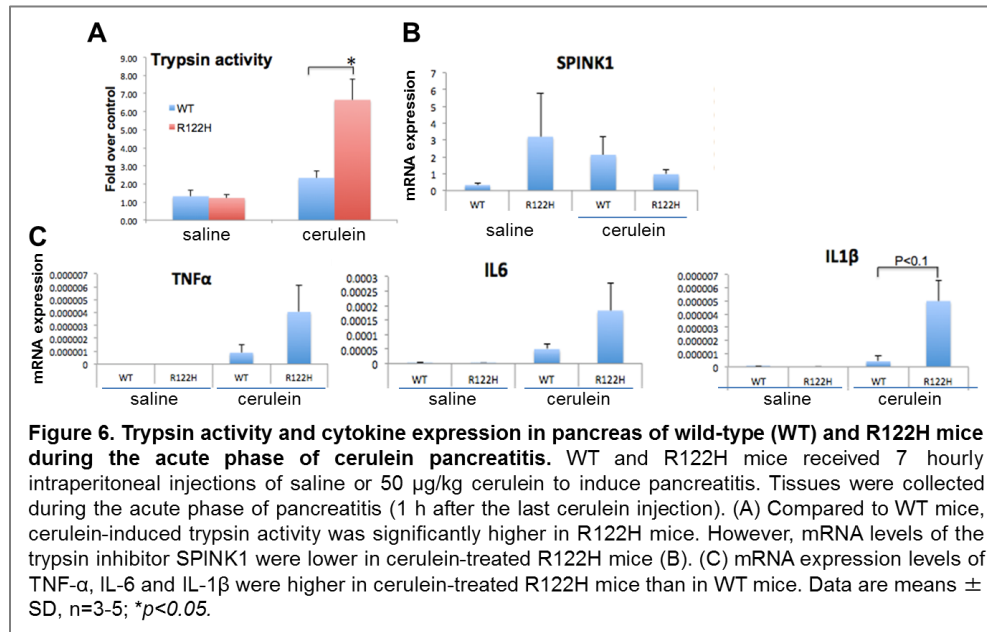 A
Trypsin activity
*
9.00
8.00
7.00
6.00
5.00
4.00
3.00
2.00
1.00
0.00
Fold over control
WT
R122H
saline cerulein
B
SPINK1
7
6
5
4
3
2
1
0
mRNA expression
WT R122H WT R122H
saline cerulein
C
TNFα
0.000007
0.000006
0.000005
0.000004
0.000003
0.000002
0.000001
0
mRNA expression
WT R122H WT R122H
saline cerulein
IL6
0.0003
0.00025
0.0002
0.00015
0.0001
0.00005
0
WT R122H WT R122H
saline cerulein
IL1β
P<0.1
0.000007
0.000006
0.000005
0.000004
0.000003
0.000002
0.000001
0
WT R122H WT R122H
saline cerulein
Figure 6. Trypsin activity and cytokine expression in pancreas of wild-type (WT) and R122H mice
during the acute phase of cerulein pancreatitis. WT and R122H mice received 7 hourly
intraperitoneal injections of saline or 50 µg/kg cerulein to induce pancreatitis. Tissues were collected
during the acute phase of pancreatitis (1 h after the last cerulein injection). (A) Compared to WT mice,
cerulein-induced trypsin activity was significantly higher in R122H mice. However, mRNA levels of the
trypsin inhibitor SPINK1 were lower in cerulein-treated R122H mice (B). (C) mRNA expression levels of
TNF-α, IL-6 and IL-1β were higher in cerulein-treated R122H mice than in WT mice. Data are means ±
SD, n=3-5; *p<0.05.